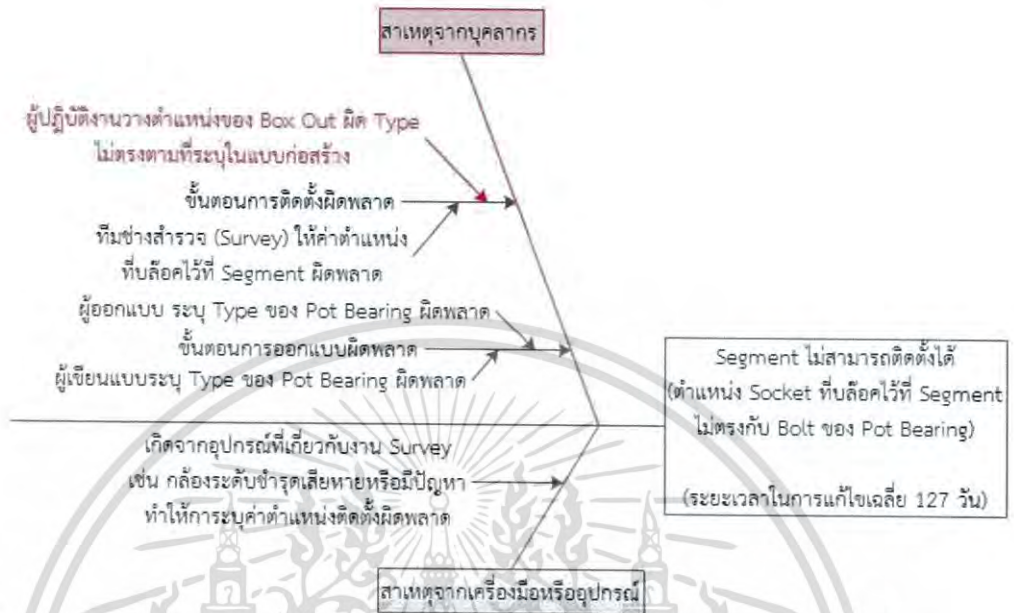 สาเหตุจากบุคลากร
ผู้ปฏิบัติงานวางตำแหน่งของ Box Out ผิด Type
ไม่ตรงตามที่ระบุในแบบก่อสร้าง
ขั้นตอนการติดตั้งผิดพลาด
ทีมช่างสำรวจ (Survey) ให้ค่าตำแหน่ง
ที่บล๊อคไว้ที่ Segment ผิดพลาด
ผู้ออกแบบ ระบุ Type ของ Pot Bearing ผิดพลาด
ขั้นตอนการออกแบบผิดพลาด
ผู้เขียนแบบระบุ Type ของ Pot Bearing ผิดพลาด
Segment ไม่สามารถติดตั้งได้
(ตำแหน่ง Socket ที่บล๊อคไว้ที่ Segment
ไม่ตรงกับ Bolt ของ Pot Bearing)
(ระยะเวลาในการแก้ไขเฉลี่ย 127 วัน)
เกิดจากอุปกรณ์ที่เกี่ยวกับงาน Survey
เช่น กล้องระดับชำรุดเสียหายหรือมีปัญหา
ทำให้การะบุค่าตำแหน่งติดตั้งผิดพลาด
สาเหตุจากเครื่องมือหรืออุปกรณ์